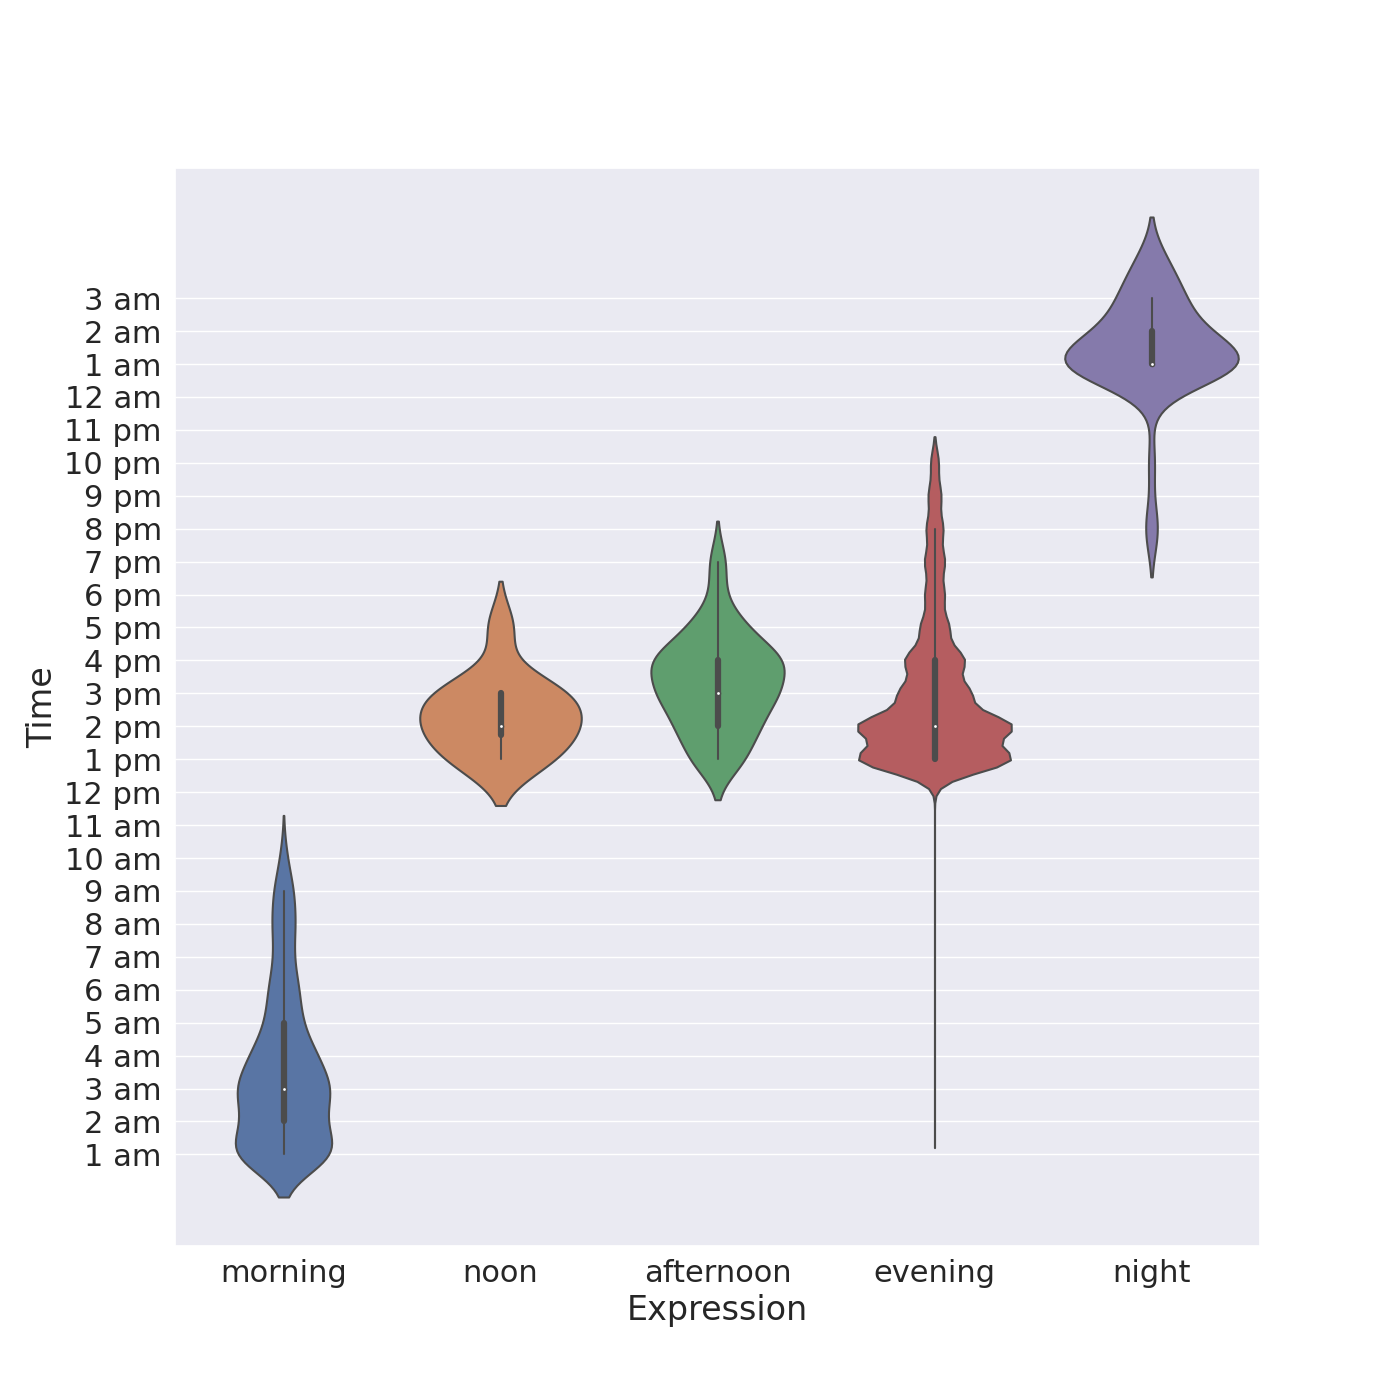 3 am
2 am
1 am
12 am
11 pm
10 pm
9 pm
8 pm
7 pm
6 pm
5 pm
4 pm
3 pm
2 pm
1 pm
12 pm
11 am
10 am
9 am
8 am
7 am
6 am
5 am
4 am
3 am
2 am
1 am
Time
morning noon afternoon evening night
Expression